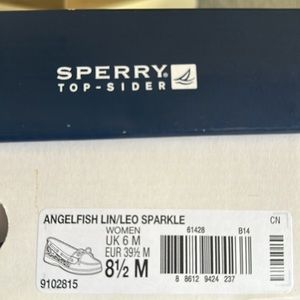 SPERRY®
TOP-SIDER
ANGELFISH LIN/LEO SPARKLE CN
WOMEN 61428 B14
UK 6 M
EUR 39½ M
8½ M
9102815 8 88612 9424 237